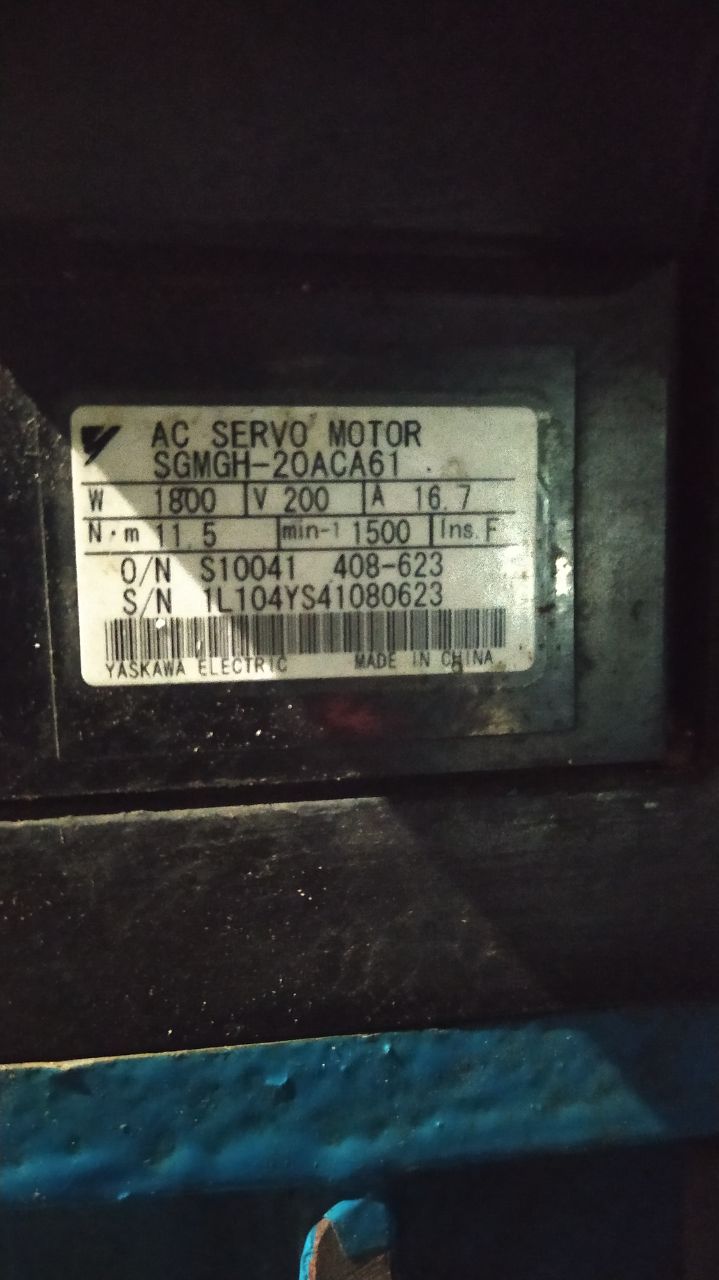 AC SERVO MOTOR
SGMGH-20ACA61
W 1800 V 200 A 16.7
N·m 11.5 min-1 1500 Ins. F
O/N S10041 408-623
S/N 1L104YS41080623
YASKAWA ELECTRIC MADE IN CHINA